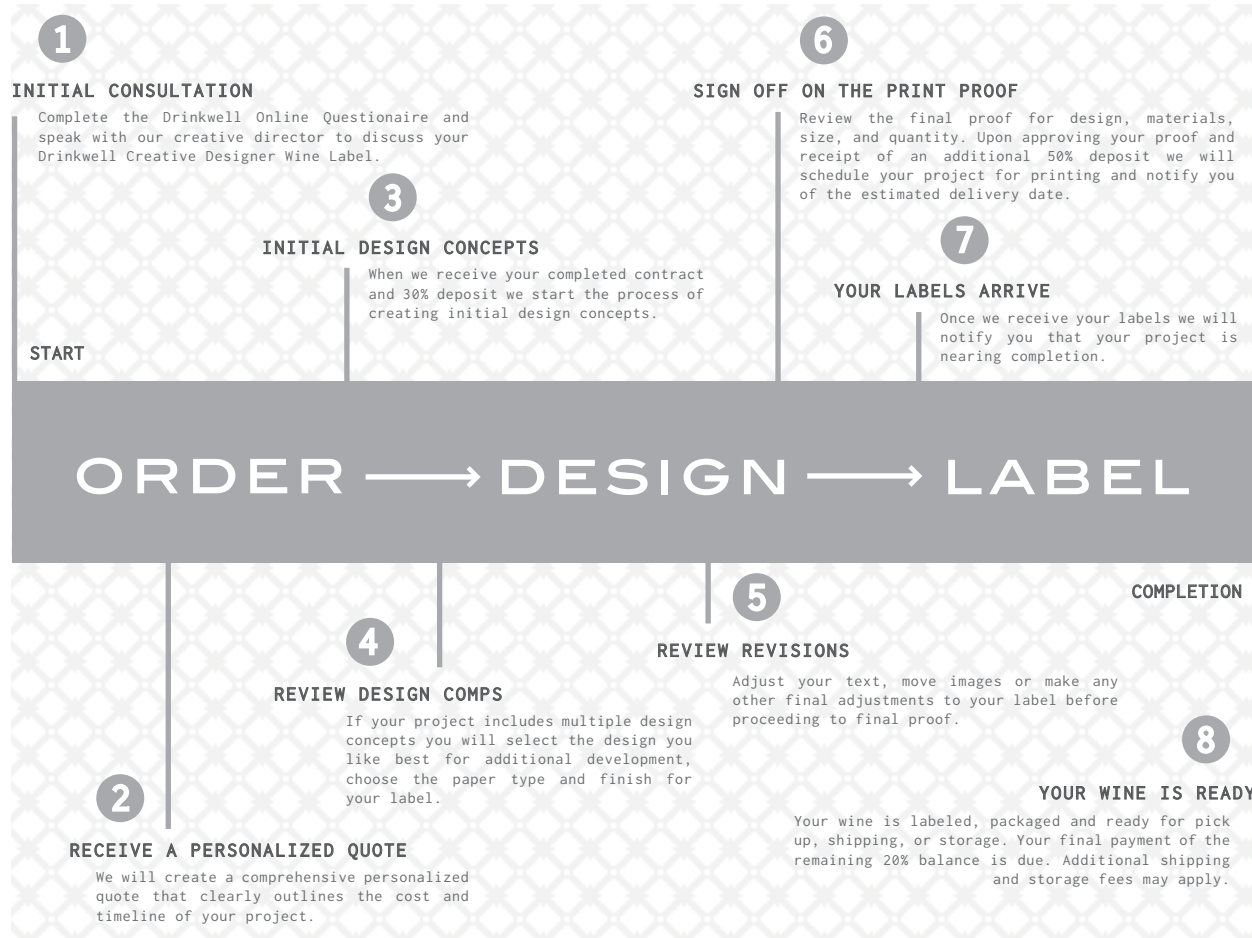 1
INITIAL CONSULTATION
Complete the Drinkwell Online Questionaire and
speak with our creative director to discuss your
Drinkwell Creative Designer Wine Label.
3
INITIAL DESIGN CONCEPTS
When we receive your completed contract
and 30% deposit we start the process of
creating initial design concepts.
START
6
SIGN OFF ON THE PRINT PROOF
Review the final proof for design, materials,
size, and quantity. Upon approving your proof and
receipt of an additional 50% deposit we will
schedule your project for printing and notify you
of the estimated delivery date.
7
YOUR LABELS ARRIVE
Once we receive your labels we will
notify you that your project is
nearing completion.
ORDER → DESIGN → LABEL
2
RECEIVE A PERSONALIZED QUOTE
We will create a comprehensive personalized
quote that clearly outlines the cost and
timeline of your project.
4
REVIEW DESIGN COMPS
If your project includes multiple design
concepts you will select the design you
like best for additional development,
choose the paper type and finish for
your label.
5
REVIEW REVISIONS
Adjust your text, move images or make any
other final adjustments to your label before
proceeding to final proof.
COMPLETION
8
YOUR WINE IS READY
Your wine is labeled, packaged and ready for pick
up, shipping, or storage. Your final payment of the
remaining 20% balance is due. Additional shipping
and storage fees may apply.